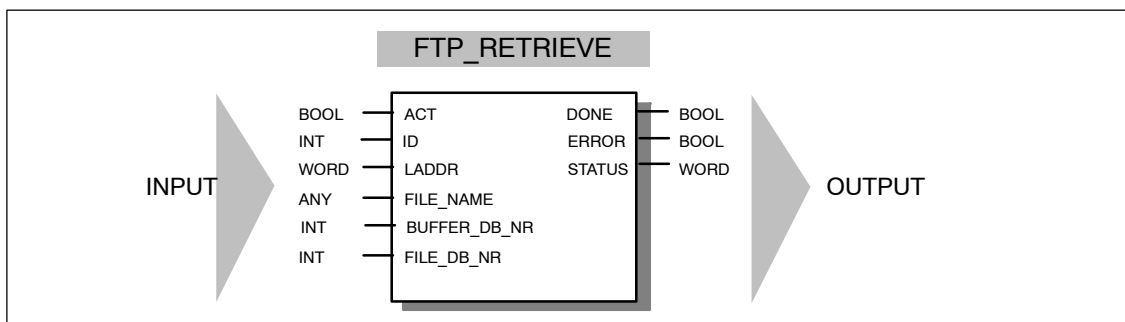 FTP_RETRIEVE
BOOL ACT DONE BOOL
INT ID ERROR BOOL
WORD LADDR STATUS WORD
INPUT ANY FILE_NAME OUTPUT
INT BUFFER_DB_NR
INT FILE_DB_NR